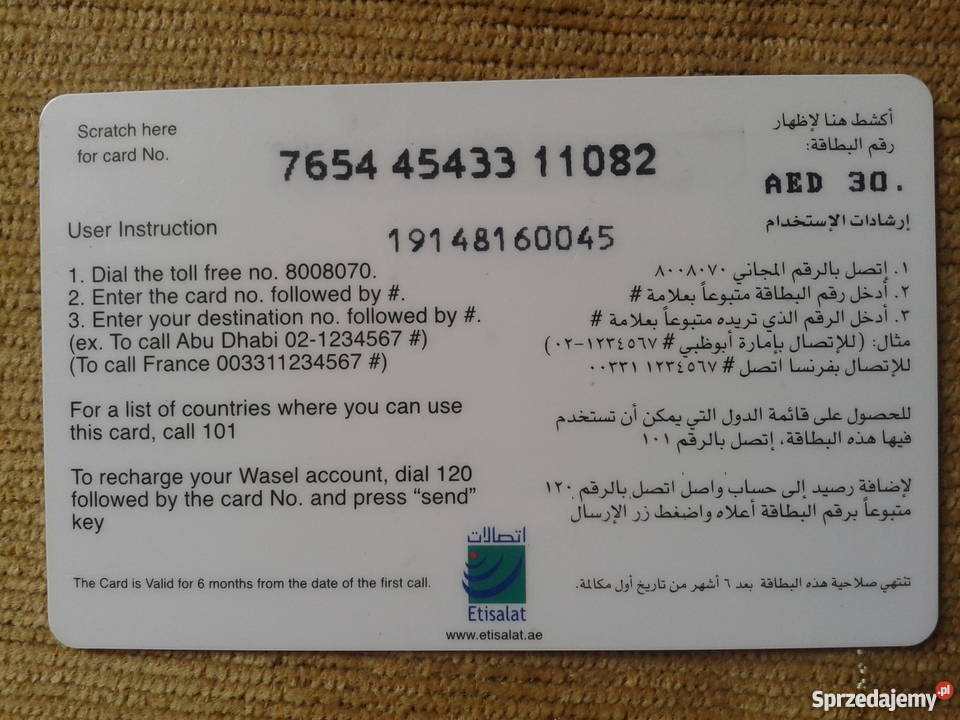 Scratch here
for card No.
7654 45433 11082
أكشط هنا لإظهار
رقم البطاقة:
AED 30.
User Instruction
19148160045
إرشادات الإستخدام
1. Dial the toll free no. 8008070.
2. Enter the card no. followed by #.
3. Enter your destination no. followed by #.
(ex. To call Abu Dhabi 02-1234567 #)
(To call France 003311234567 #)
١. إتصل بالرقم المجاني ٨٠٠٨٠٧٠
٢. أدخل رقم البطاقة متبوعاً بعلامة #
٣. أدخل الرقم الذي تريده متبوعاً بعلامة #
مثال: (للإتصال بإمارة أبوظبي # ١٢٣٤٥٦٧-٠٢)
للإتصال بفرنسا اتصل # ١٢٣٤٥٦٧ ٠٠٣٣١
For a list of countries where you can use
this card, call 101
للحصول على قائمة الدول التي يمكن أن تستخدم
فيها هذه البطاقة، إتصل بالرقم ١٠١
To recharge your Wasel account, dial 120
followed by the card No. and press “send”
key
لإضافة رصيد إلى حساب واصل اتصل بالرقم ١٢٠
متبوعاً برقم البطاقة أعلاه واضغط زر الإرسال
The Card is Valid for 6 months from the date of the first call.
تنتهي صلاحية هذه البطاقة بعد ٦ أشهر من تاريخ أول مكالمة.
اتصالات
Etisalat
www.etisalat.ae
Sprzedajemy.pl